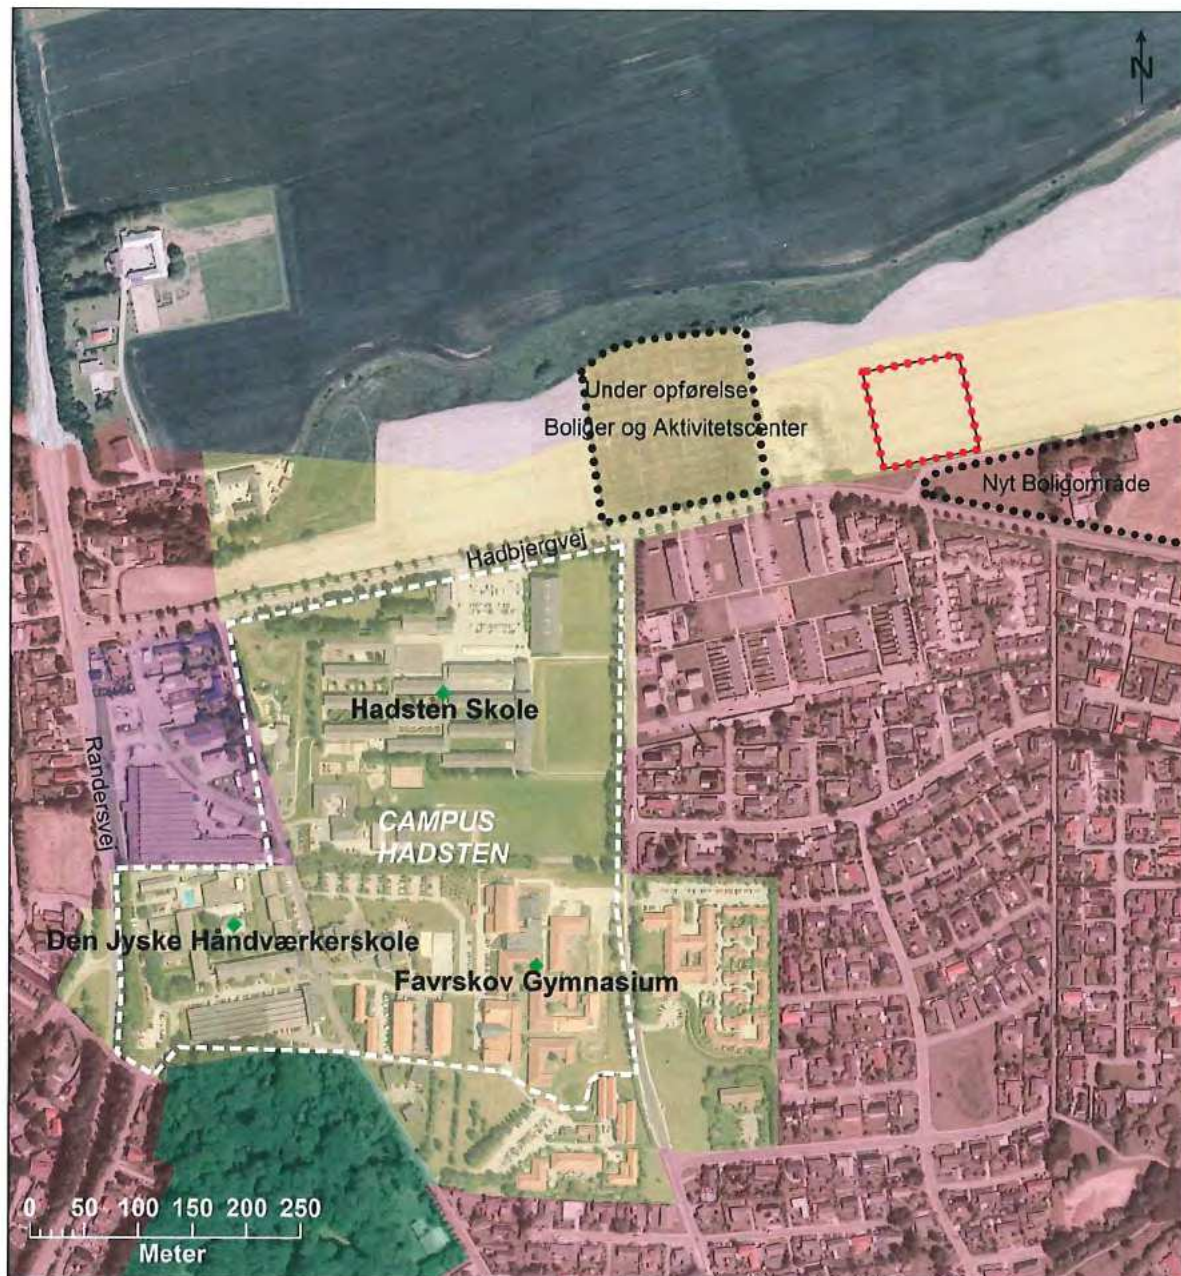 N
Under opførelse
Boliger og Aktivitetscenter
Nyt Boligområde
Hadbjergvej
Hadsten Skole
Randersvej
CAMPUS
HADSTEN
Den Jyske Håndværkerskole
Favrskov Gymnasium
0 50 100 150 200 250
Meter